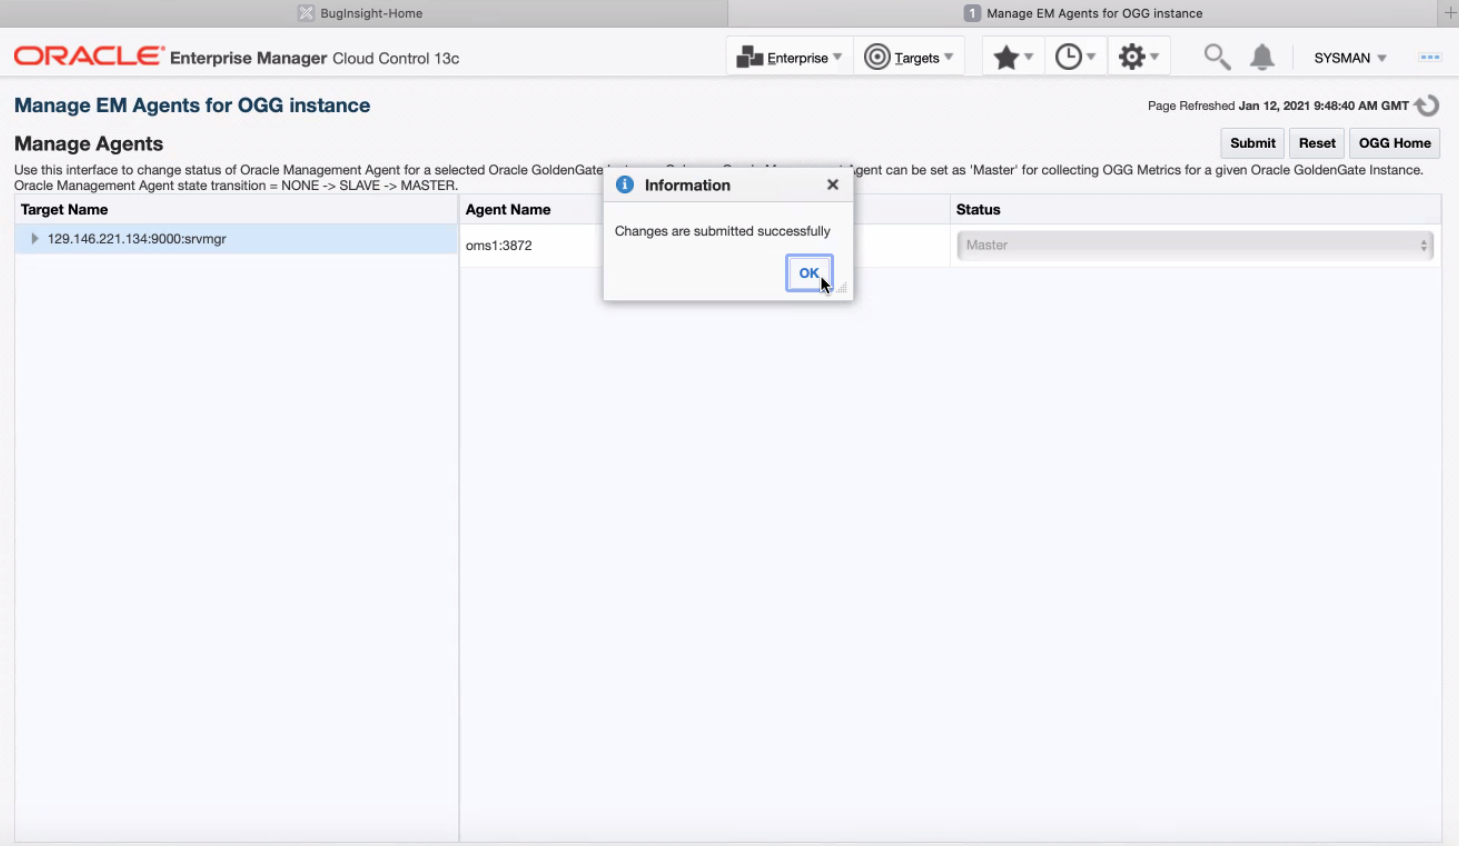 BugInsight-Home
1 Manage EM Agents for OGG instance
ORACLE Enterprise Manager Cloud Control 13c
Enterprise
Targets
SYSMAN
Manage EM Agents for OGG instance
Page Refreshed Jan 12, 2021 9:48:40 AM GMT
Manage Agents
Submit
Reset
OGG Home
Use this interface to change status of Oracle Management Agent for a selected Oracle GoldenGate gent can be set as 'Master' for collecting OGG Metrics for a given Oracle GoldenGate Instance.
Oracle Management Agent state transition = NONE -> SLAVE -> MASTER.
Target Name
Agent Name
Status
129.146.221.134:9000:srvmgr
oms1:3872
Master
Information
Changes are submitted successfully
OK